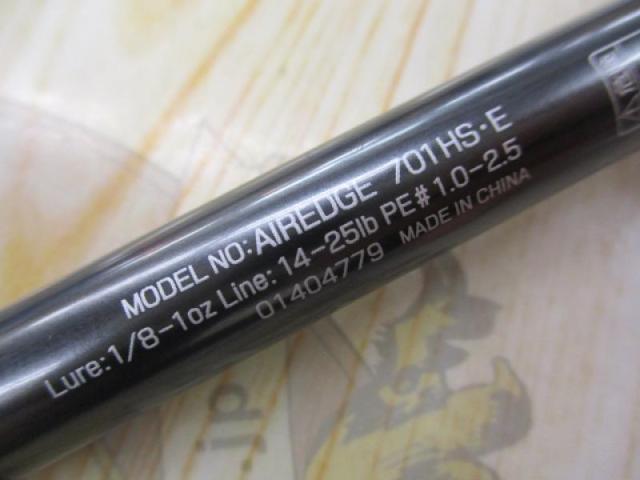 MODEL NO:AIREDGE 701HS·E
Lure:1/8-1oz Line:14-25lb PE#1.0-2.5
01404779 MADE IN CHINA